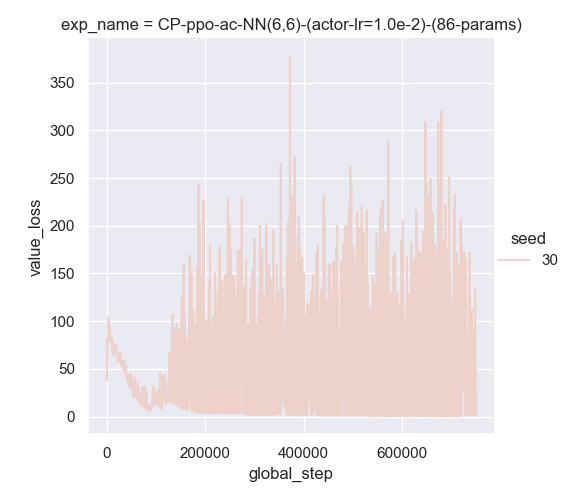 exp_name = CP-ppo-ac-NN(6,6)-(actor-lr=1.0e-2)-(86-params)
350
300
250
200
150
100
50
0
value_loss
0 200000 400000 600000
global_step
seed
30